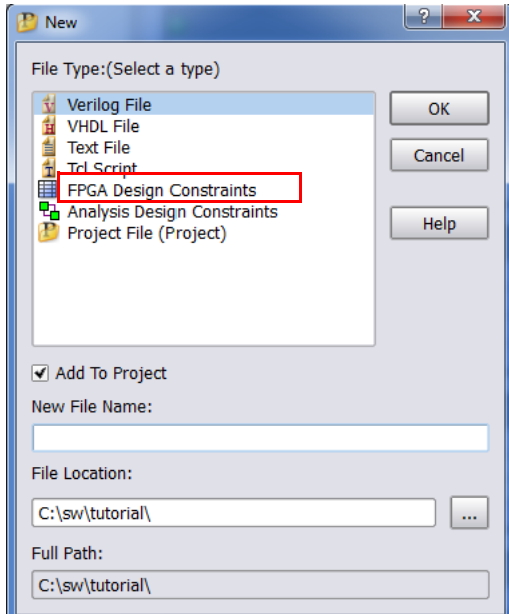 New
File Type:(Select a type)
Verilog File
VHDL File
Text File
Tcl Script
FPGA Design Constraints
Analysis Design Constraints
Project File (Project)
OK
Cancel
Help
Add To Project
New File Name:
File Location:
C:\sw\tutorial\
...
Full Path:
C:\sw\tutorial\